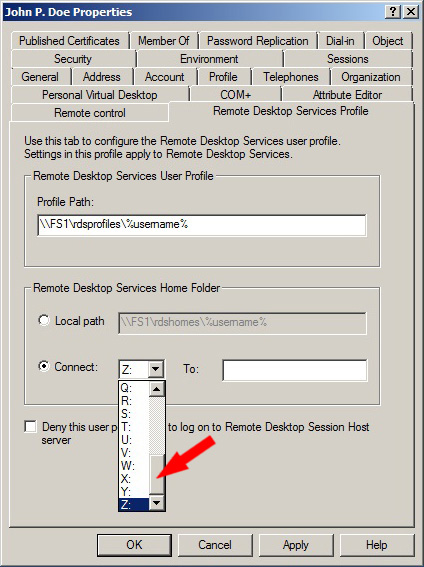 John P. Doe Properties
Published Certificates Member Of Password Replication Dial-in Object
Security Environment Sessions
General Address Account Profile Telephones Organization
Personal Virtual Desktop COM+ Attribute Editor
Remote control Remote Desktop Services Profile
Use this tab to configure the Remote Desktop Services user profile.
Settings in this profile apply to Remote Desktop Services.
Remote Desktop Services User Profile
Profile Path:
\\FS1\rdsprofiles\%username%
Remote Desktop Services Home Folder
Local path \\FS1\rdshomes\%username%
Connect: Z: To:
Q:
R:
S:
T:
U:
V:
W:
X:
Y:
Z:
Deny this user p to log on to Remote Desktop Session Host
server
OK Cancel Apply Help